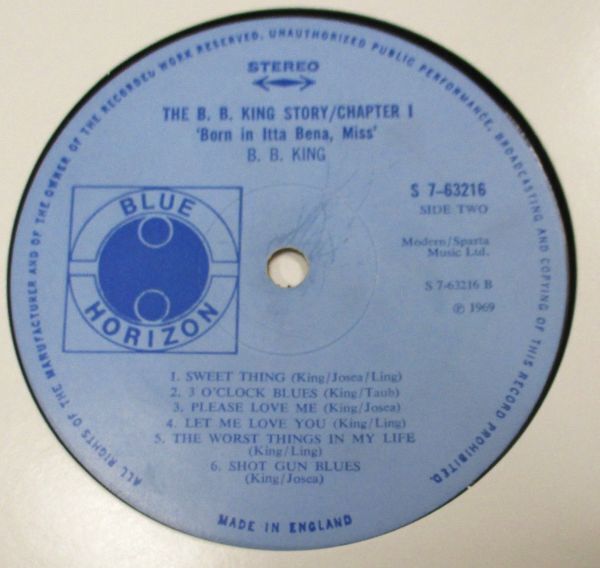 ALL RIGHTS OF THE MANUFACTURER AND OF THE OWNER OF THE RECORDED WORK RESERVED. UNAUTHORIZED PUBLIC PERFORMANCE, BROADCASTING AND COPYING OF THIS RECORD PROHIBITED.
STEREO
THE B. B. KING STORY/CHAPTER 1
'Born in Itta Bena, Miss'
B. B. KING
BLUE
HORIZON
S 7-63216
SIDE TWO
Modern/Sparta
Music Ltd.
S 7-63216 B
℗ 1969
1. SWEET THING (King/Josea/Ling)
2. 3 O'CLOCK BLUES (King/Taub)
3. PLEASE LOVE ME (King/Josea)
4. LET ME LOVE YOU (King/Ling)
5. THE WORST THINGS IN MY LIFE
(King/Ling)
6. SHOT GUN BLUES
(King/Josea)
MADE IN ENGLAND